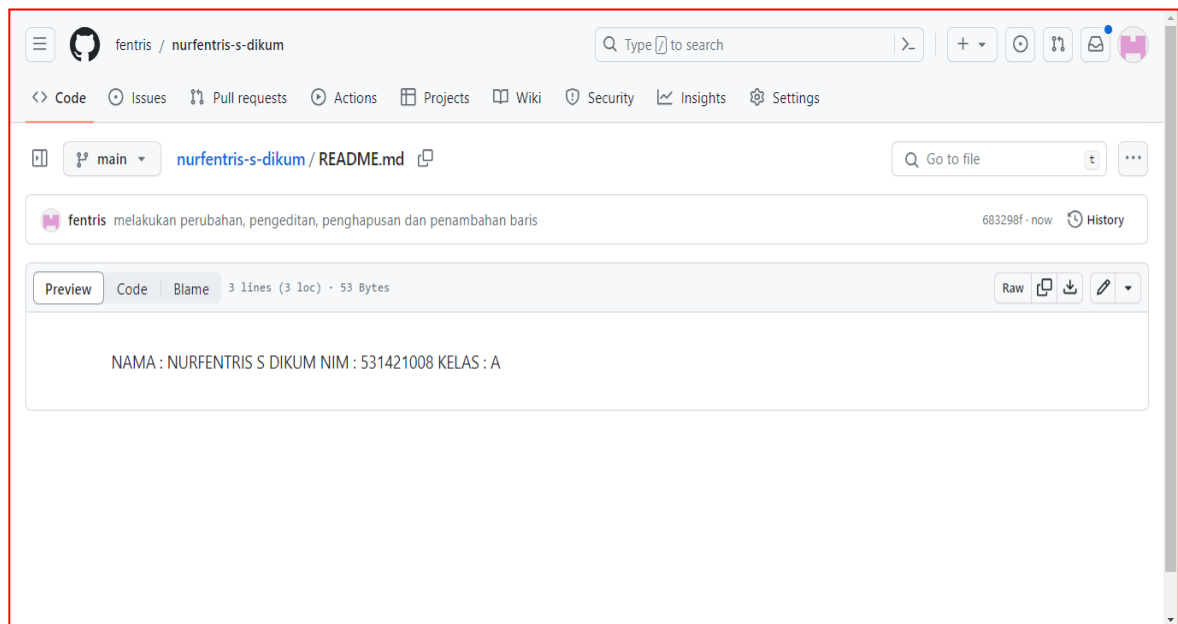 fentris / nurfentris-s-dikum
Type / to search
Code Issues Pull requests Actions Projects Wiki Security Insights Settings
main nurfentris-s-dikum / README.md
Go to file t
fentris melakukan perubahan, pengeditan, penghapusan dan penambahan baris
683298f · now History
Preview Code Blame 3 lines (3 loc) · 53 Bytes
Raw
NAMA : NURFENTRIS S DIKUM NIM : 531421008 KELAS : A